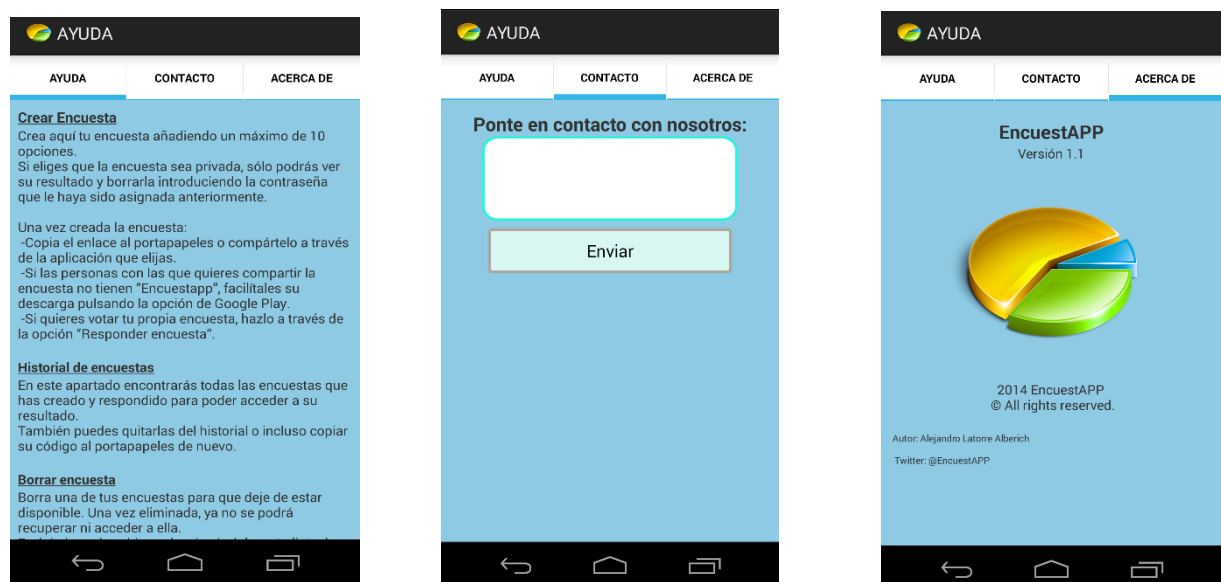 AYUDA
AYUDA CONTACTO ACERCA DE
Crear Encuesta
Crea aquí tu encuesta añadiendo un máximo de 10
opciones.
Si eliges que la encuesta sea privada, sólo podrás ver
su resultado y borrarla introduciendo la contraseña
que le haya sido asignada anteriormente.
Una vez creada la encuesta:
-Copia el enlace al portapapeles o compártelo a través
de la aplicación que elijas.
-Si las personas con las que quieres compartir la
encuesta no tienen "Encuestapp", facilítales su
descarga pulsando la opción de Google Play.
-Si quieres votar tu propia encuesta, hazlo a través de
la opción "Responder encuesta".
Historial de encuestas
En este apartado encontrarás todas las encuestas que
has creado y respondido para poder acceder a su
resultado.
También puedes quitarlas del historial o incluso copiar
su código al portapapeles de nuevo.
Borrar encuesta
Borra una de tus encuestas para que deje de estar
disponible. Una vez eliminada, ya no se podrá
recuperar ni acceder a ella.
AYUDA
AYUDA CONTACTO ACERCA DE
Ponte en contacto con nosotros:
Enviar
AYUDA
AYUDA CONTACTO ACERCA DE
EncuestAPP
Versión 1.1
2014 EncuestAPP
© All rights reserved.
Autor: Alejandro Latorre Alberich
Twitter: @EncuestAPP